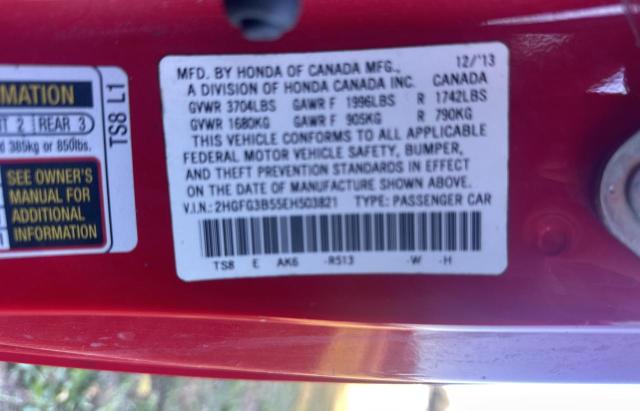 MATION
T 2 | REAR 3
385kg or 850lbs.
SEE OWNER'S
MANUAL FOR
ADDITIONAL
INFORMATION
TS8 L1
12/'13
MFD. BY HONDA OF CANADA MFG.,
A DIVISION OF HONDA CANADA INC. CANADA
GVWR 3704LBS GAWR F 1996LBS R 1742LBS
GVWR 1680KG GAWR F 905KG R 790KG
THIS VEHICLE CONFORMS TO ALL APPLICABLE
FEDERAL MOTOR VEHICLE SAFETY, BUMPER,
AND THEFT PREVENTION STANDARDS IN EFFECT
ON THE DATE OF MANUFACTURE SHOWN ABOVE.
V.I.N.: 2HGFG3B55EH503821 TYPE: PASSENGER CAR
TS8 E AK6 -R513 -W -H